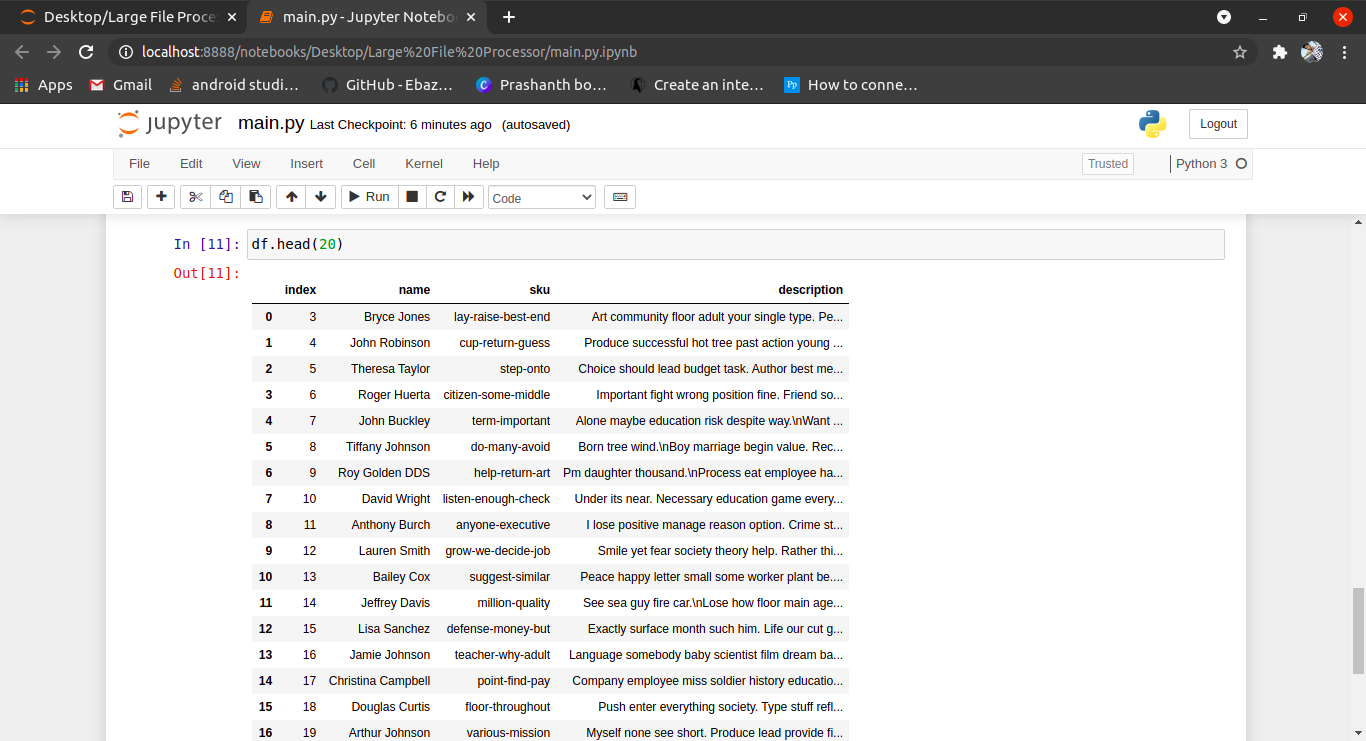 Desktop/Large File Proce
main.py - Jupyter Notebo
localhost:8888/notebooks/Desktop/Large%20File%20Processor/main.py.ipynb
Apps Gmail android studi... GitHub - Ebaz... Prashanth bo... Create an inte... Pp How to conne...
jupyter main.py Last Checkpoint: 6 minutes ago (autosaved) Logout
File Edit View Insert Cell Kernel Help Trusted Python 3
Run Code
In [11]: df.head(20)
Out[11]:
index name sku description
0 3 Bryce Jones lay-raise-best-end Art community floor adult your single type. Pe...
1 4 John Robinson cup-return-guess Produce successful hot tree past action young ...
2 5 Theresa Taylor step-onto Choice should lead budget task. Author best me...
3 6 Roger Huerta citizen-some-middle Important fight wrong position fine. Friend so...
4 7 John Buckley term-important Alone maybe education risk despite way.\nWant ...
5 8 Tiffany Johnson do-many-avoid Born tree wind.\nBoy marriage begin value. Rec...
6 9 Roy Golden DDS help-return-art Pm daughter thousand.\nProcess eat employee ha...
7 10 David Wright listen-enough-check Under its near. Necessary education game every...
8 11 Anthony Burch anyone-executive I lose positive manage reason option. Crime st...
9 12 Lauren Smith grow-we-decide-job Smile yet fear society theory help. Rather thi...
10 13 Bailey Cox suggest-similar Peace happy letter small some worker plant be....
11 14 Jeffrey Davis million-quality See sea guy fire car.\nLose how floor main age...
12 15 Lisa Sanchez defense-money-but Exactly surface month such him. Life our cut g...
13 16 Jamie Johnson teacher-why-adult Language somebody baby scientist film dream ba...
14 17 Christina Campbell point-find-pay Company employee miss soldier history educatio...
15 18 Douglas Curtis floor-throughout Push enter everything society. Type stuff refl...
16 19 Arthur Johnson various-mission Myself none see short. Produce lead provide fi...